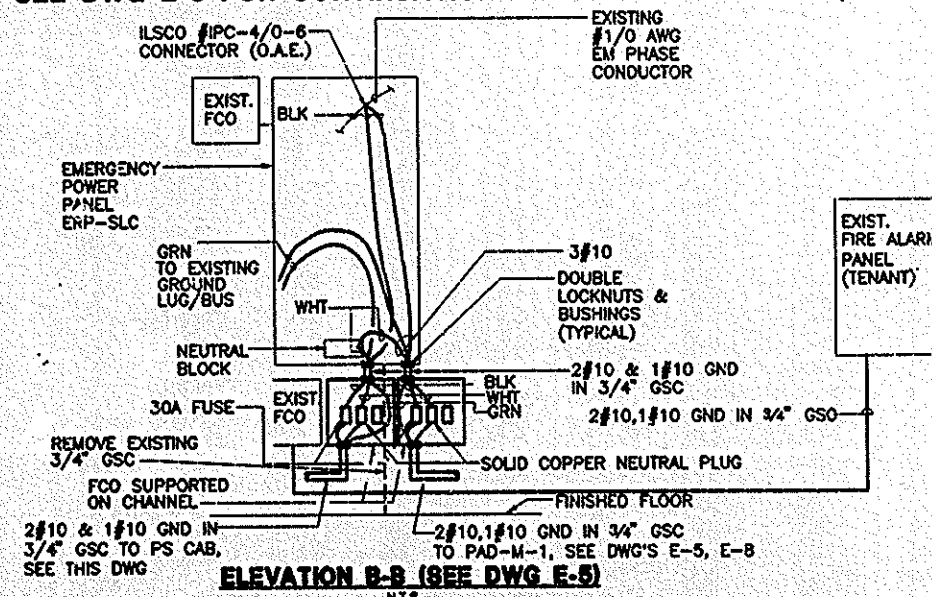 ILSCO #IPC-4/0-6
CONNECTOR (O.A.E.)
EXISTING
#1/0 AWG
EM PHASE
CONDUCTOR
EXIST.
FCO
BLK
EMERGENCY
POWER
PANEL
ERP-SLC
EXIST.
FIRE ALARM
PANEL
(TENANT)
GRN
TO EXISTING
GROUND
LUG/BUS
3#10
DOUBLE
LOCKNUTS &
BUSHINGS
(TYPICAL)
WHT
NEUTRAL
BLOCK
2#10 & 1#10 GND
IN 3/4" GSC
BLK
WHT
GRN
EXIST.
FCO
30A FUSE
2#10,1#10 GND IN 3/4" GSC
REMOVE EXISTING
3/4" GSC
SOLID COPPER NEUTRAL PLUG
FCO SUPPORTED
ON CHANNEL
FINISHED FLOOR
2#10 & 1#10 GND IN
3/4" GSC TO PS CAB,
SEE THIS DWG
2#10,1#10 GND IN 3/4" GSC
TO PAD-M-1, SEE DWG'S E-5, E-8
ELEVATION B-B (SEE DWG E-5)
N.T.S.